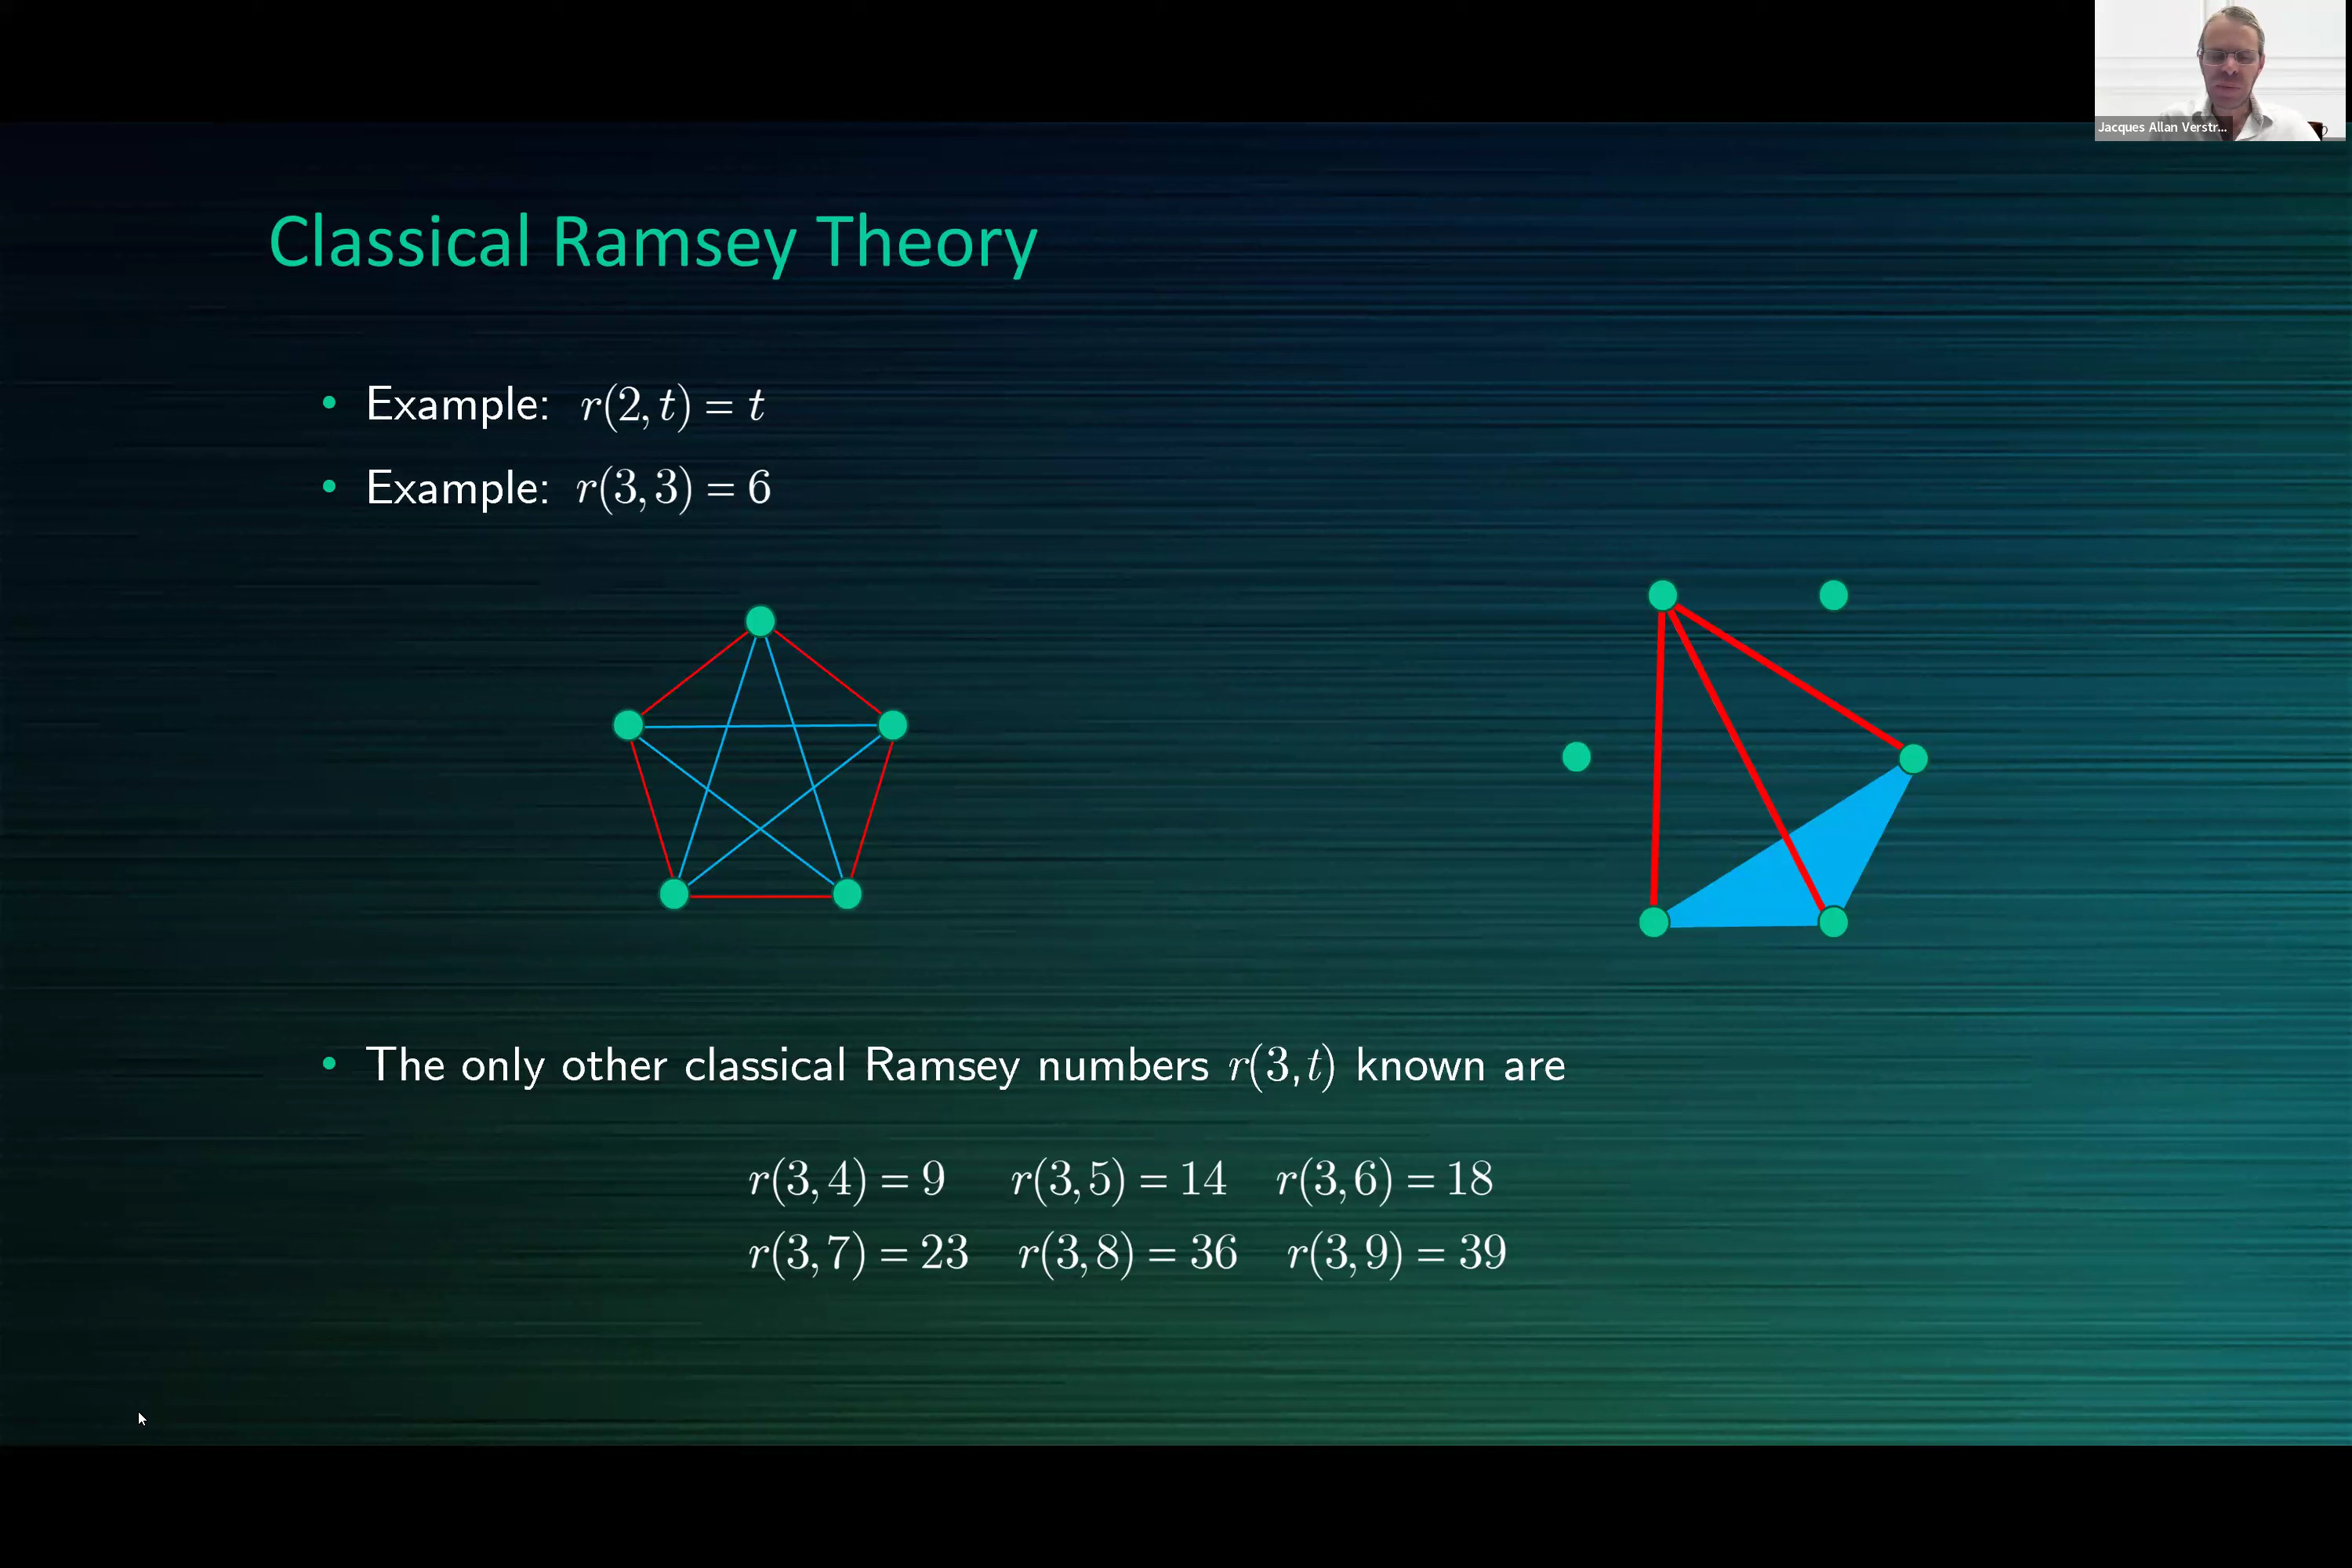 Jacques Allan Verstr...
Classical Ramsey Theory
• Example: r(2, t) = t
• Example: r(3, 3) = 6
• The only other classical Ramsey numbers r(3, t) known are
r(3, 4) = 9 r(3, 5) = 14 r(3, 6) = 18
r(3, 7) = 23 r(3, 8) = 36 r(3, 9) = 39